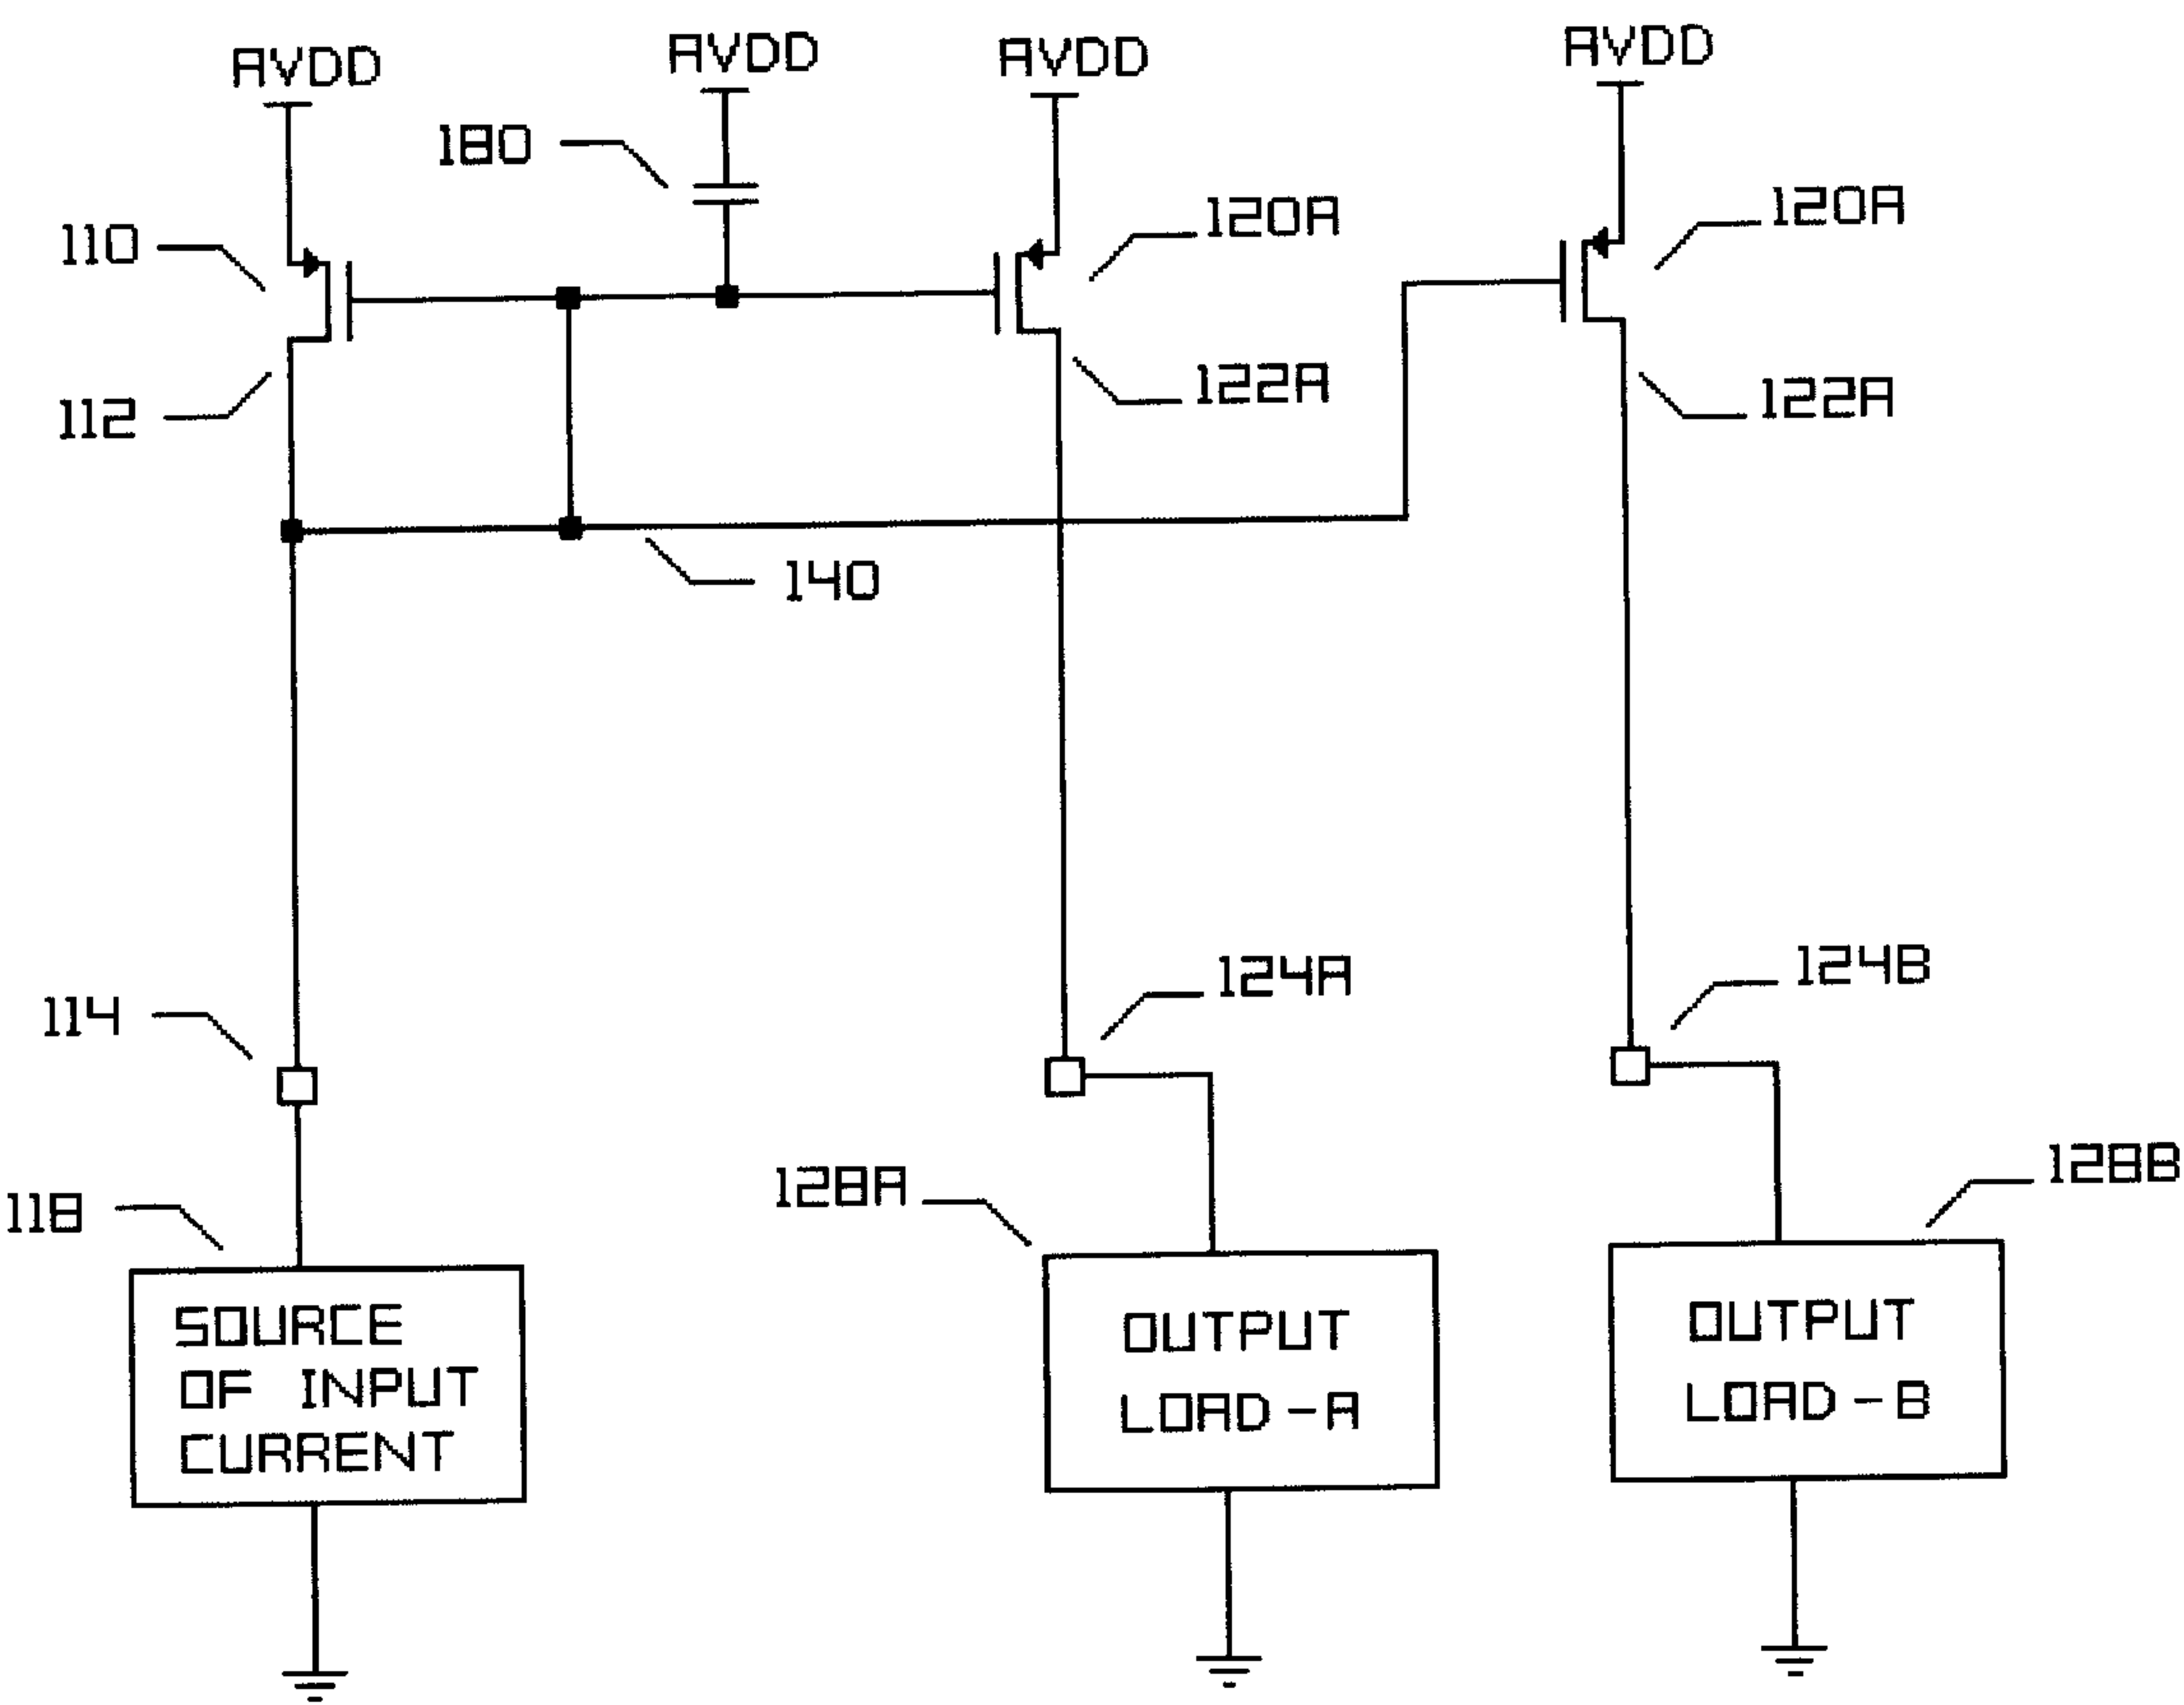 AVDD
AVDD
AVDD
AVDD
180
110
120A
120A
112
122A
122A
140
114
124A
124B
118
128A
128B
SOURCE
OF INPUT
CURRENT
OUTPUT
LOAD-A
OUTPUT
LOAD-B